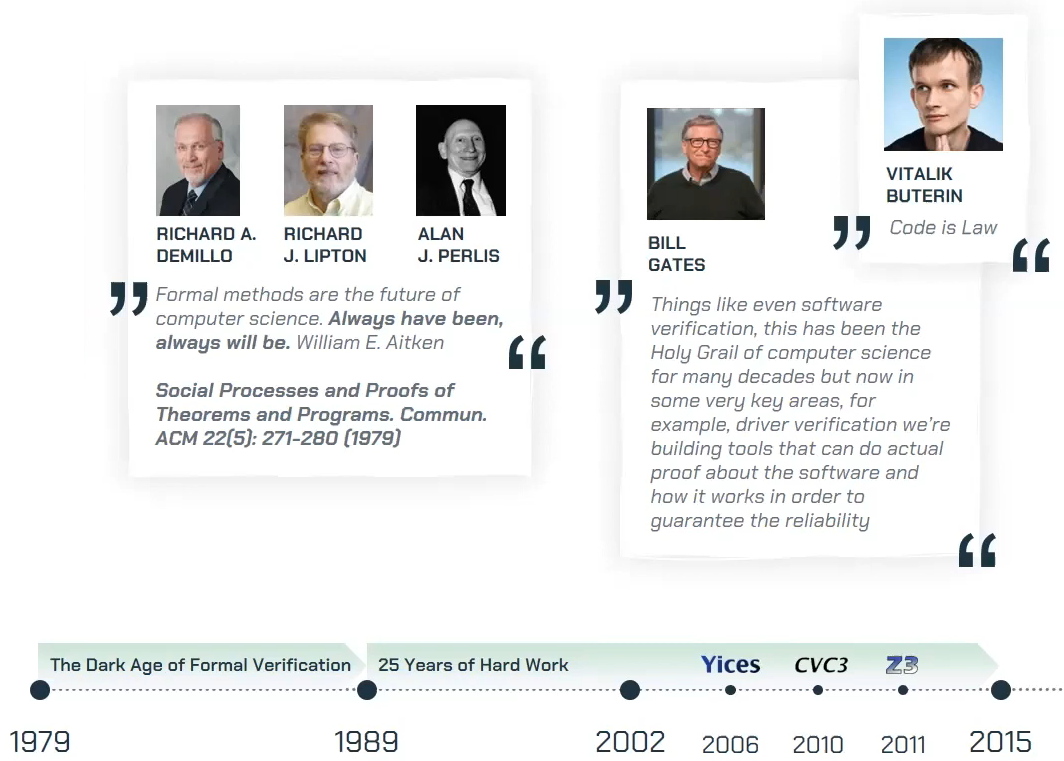 RICHARD A.
DEMILLO
RICHARD
J. LIPTON
ALAN
J. PERLIS
” Formal methods are the future of
computer science. Always have been,
always will be. William E. Aitken “
Social Processes and Proofs of
Theorems and Programs. Commun.
ACM 22(5): 271-280 (1979)
BILL
GATES
” Things like even software
verification, this has been the
Holy Grail of computer science
for many decades but now in
some very key areas, for
example, driver verification we’re
building tools that can do actual
proof about the software and
how it works in order to
guarantee the reliability “
VITALIK
BUTERIN
” Code is Law “
The Dark Age of Formal Verification
25 Years of Hard Work
Yices
CVC3
Z3
1979
1989
2002
2006
2010
2011
2015